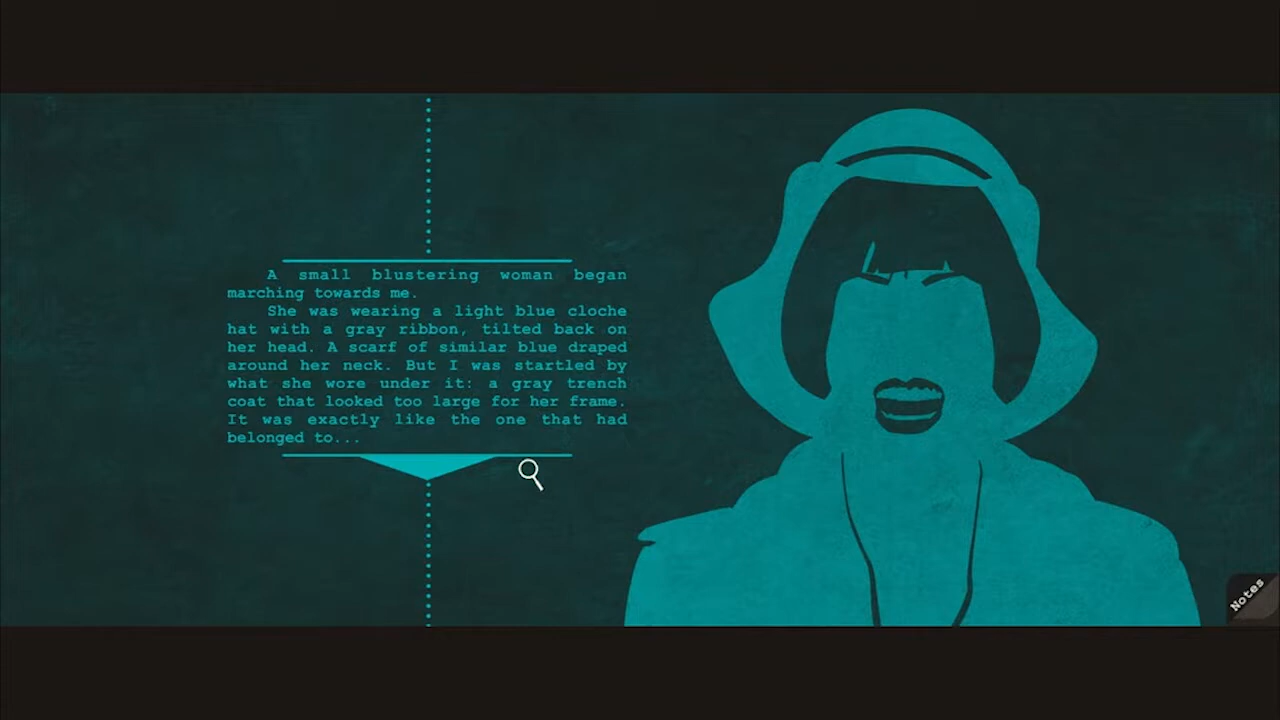 A small blustering woman began
marching towards me.
She was wearing a light blue cloche
hat with a gray ribbon, tilted back on
her head. A scarf of similar blue draped
around her neck. But I was startled by
what she wore under it: a gray trench
coat that looked too large for her frame.
It was exactly like the one that had
belonged to...
Notes